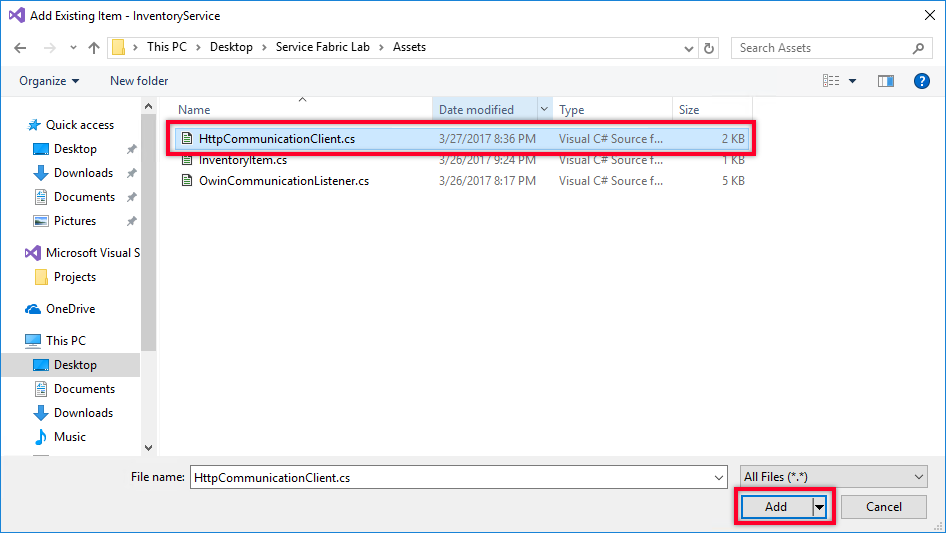 Add Existing Item - InventoryService
This PC > Desktop > Service Fabric Lab > Assets
Search Assets
Organize
New folder
Name Date modified Type Size
HttpCommunicationClient.cs 3/27/2017 8:36 PM Visual C# Source f... 2 KB
InventoryItem.cs 3/26/2017 9:24 PM Visual C# Source f... 1 KB
OwinCommunicationListener.cs 3/26/2017 8:17 PM Visual C# Source f... 5 KB
Quick access
Desktop
Downloads
Documents
Pictures
Microsoft Visual S
Projects
OneDrive
This PC
Desktop
Documents
Downloads
Music
File name: HttpCommunicationClient.cs All Files (*.*)
Add Cancel